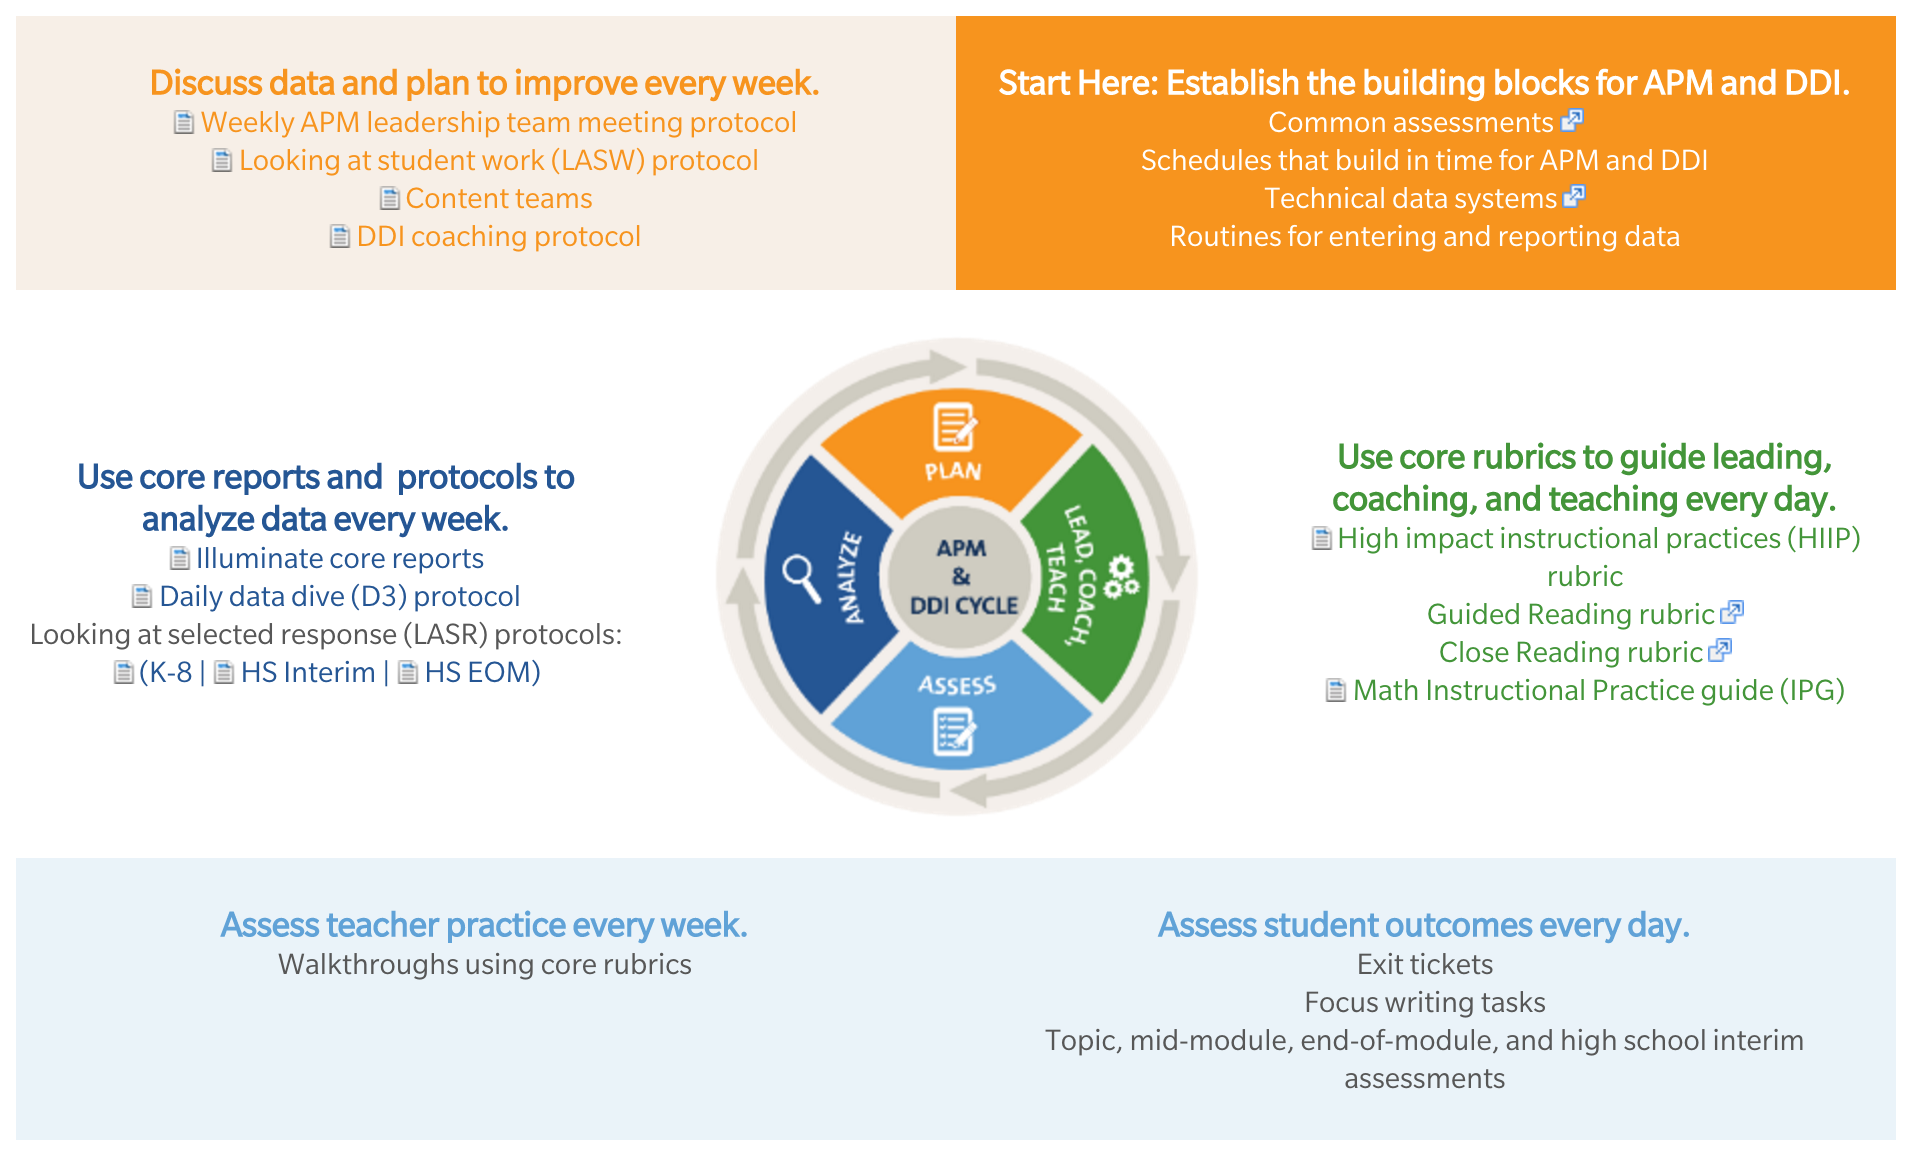 Discuss data and plan to improve every week.
Weekly APM leadership team meeting protocol
Looking at student work (LASW) protocol
Content teams
DDI coaching protocol
Start Here: Establish the building blocks for APM and DDI.
Common assessments
Schedules that build in time for APM and DDI
Technical data systems
Routines for entering and reporting data
Use core reports and  protocols to
analyze data every week.
Illuminate core reports
Daily data dive (D3) protocol
Looking at selected response (LASR) protocols:
(K-8 | HS Interim | HS EOM)
PLAN
LEAD, COACH,
TEACH
ASSESS
ANALYZE
APM
&
DDI CYCLE
Use core rubrics to guide leading,
coaching, and teaching every day.
High impact instructional practices (HIIP)
rubric
Guided Reading rubric
Close Reading rubric
Math Instructional Practice guide (IPG)
Assess teacher practice every week.
Walkthroughs using core rubrics
Assess student outcomes every day.
Exit tickets
Focus writing tasks
Topic, mid-module, end-of-module, and high school interim
assessments